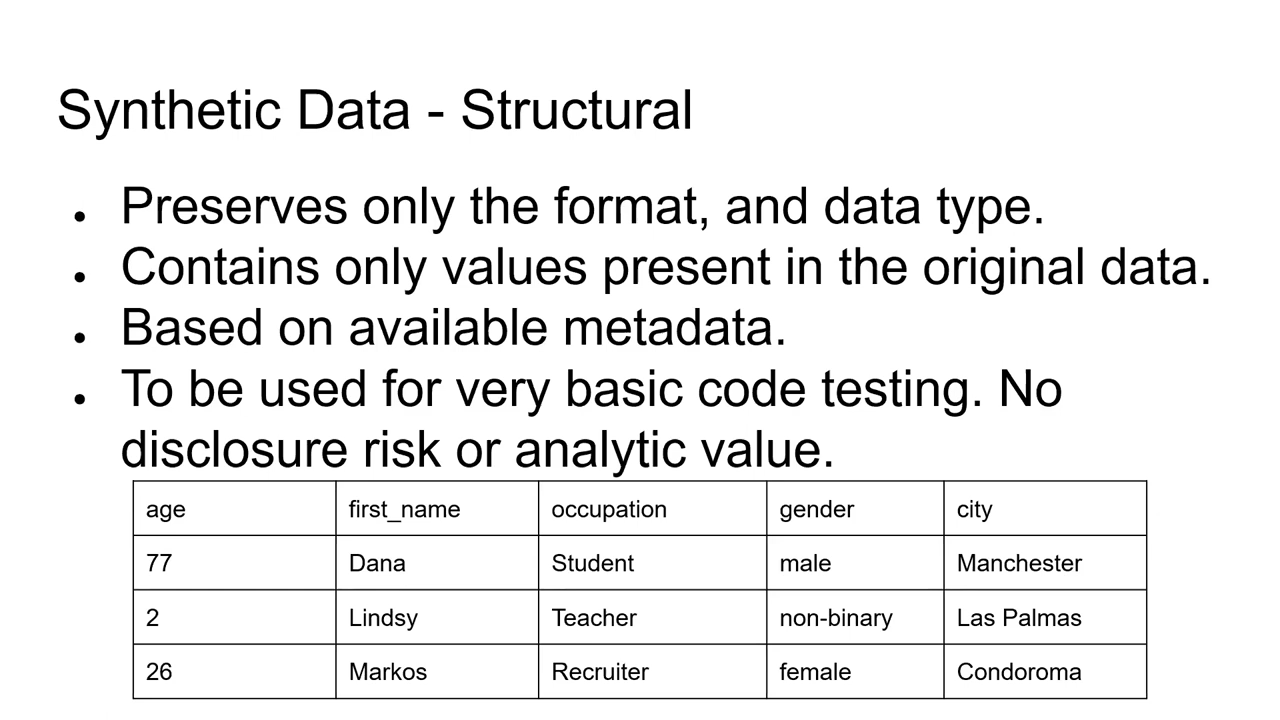 Synthetic Data - Structural
• Preserves only the format, and data type.
• Contains only values present in the original data.
• Based on available metadata.
• To be used for very basic code testing. No
disclosure risk or analytic value.
age first_name occupation gender city
77 Dana Student male Manchester
2 Lindsy Teacher non-binary Las Palmas
26 Markos Recruiter female Condoroma